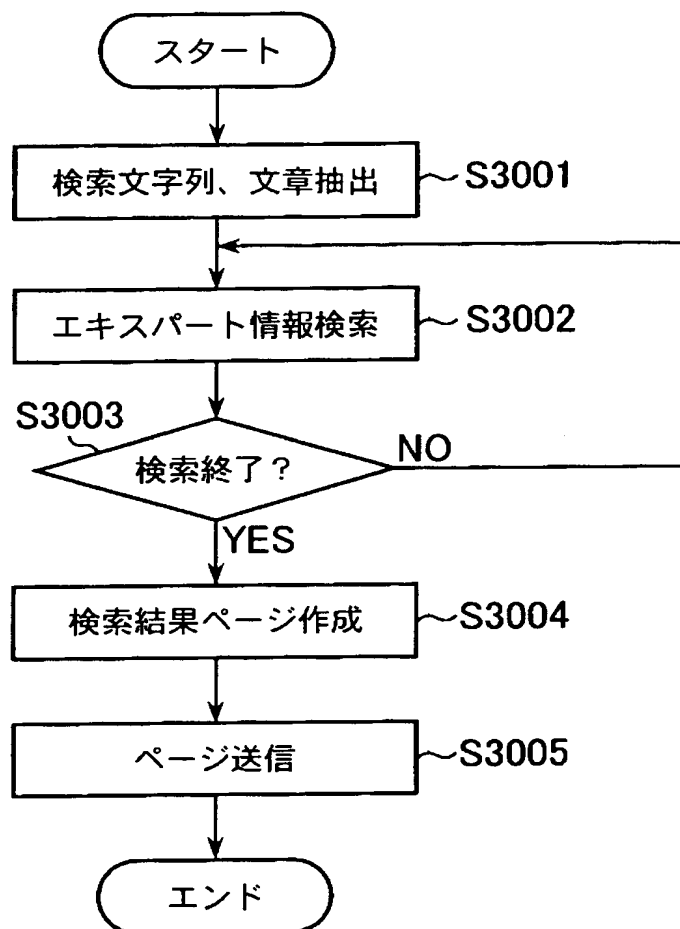 スタート
検索文字列、文章抽出
S3001
エキスパート情報検索
S3002
S3003
検索終了?
NO
YES
検索結果ページ作成
S3004
ページ送信
S3005
エンド